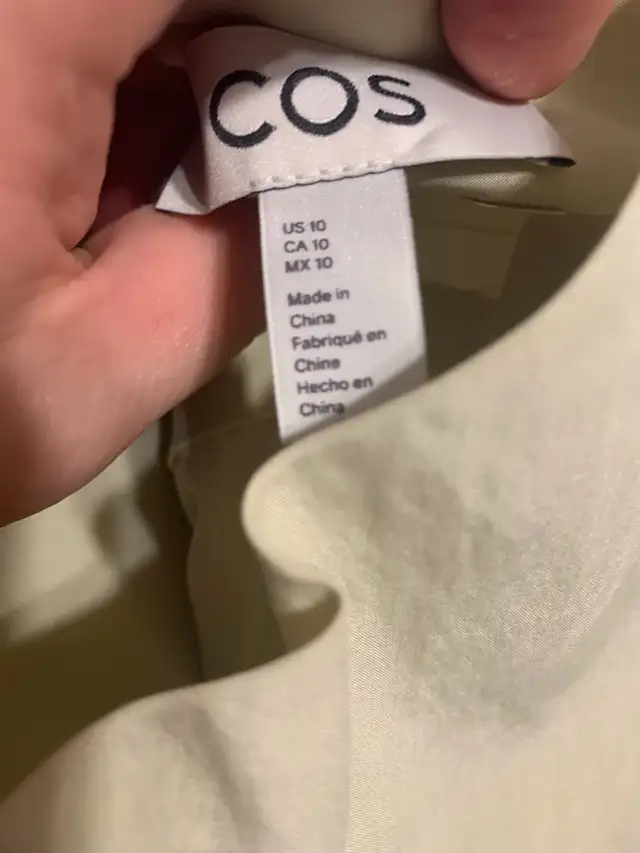 COS
US 10
CA 10
MX 10
Made in
China
Fabriqué en
Chine
Hecho en
China